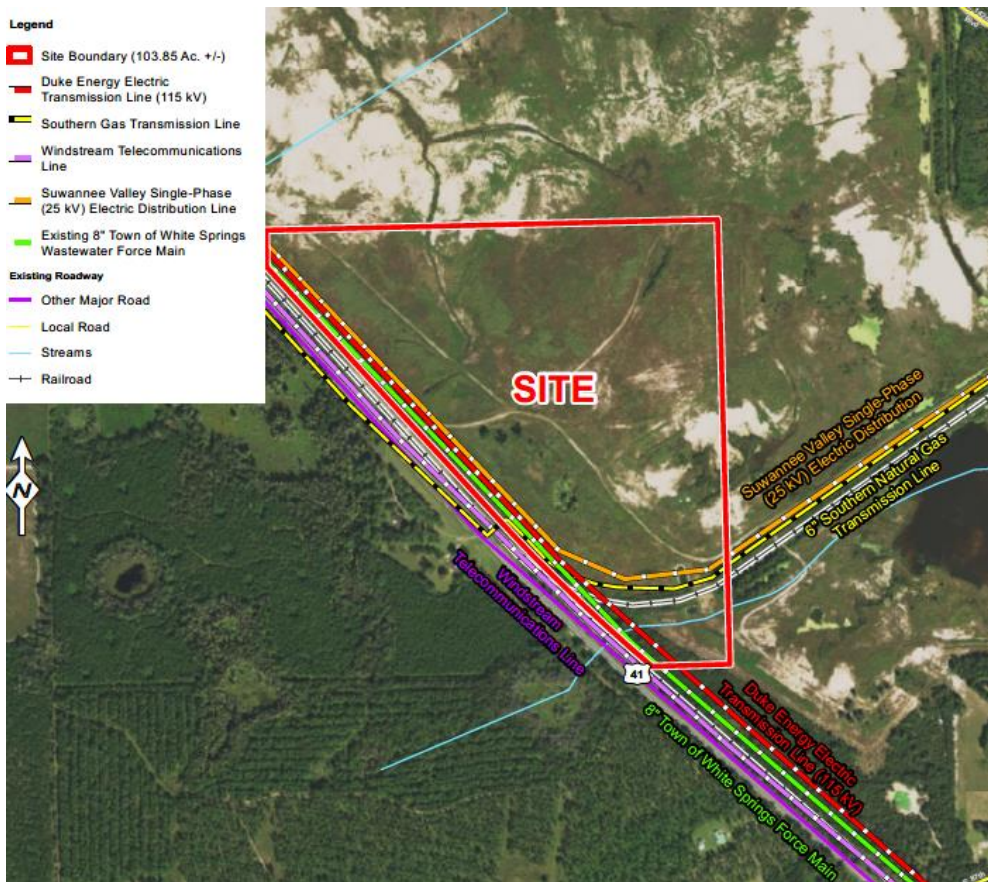 Legend
Site Boundary (103.85 Ac. +/-)
Duke Energy Electric
Transmission Line (115 kV)
Southern Gas Transmission Line
Windstream Telecommunications
Line
Suwannee Valley Single-Phase
(25 kV) Electric Distribution Line
Existing 8" Town of White Springs
Wastewater Force Main
Existing Roadway
Other Major Road
Local Road
Streams
Railroad
N
SITE
Suwannee Valley Single-Phase
(25 kV) Electric Distribution
6" Southern Natural Gas
Transmission Line
Windstream
Telecommunications Line
41
Duke Energy Electric
Transmission Line (115 kV)
8" Town of White Springs Force Main